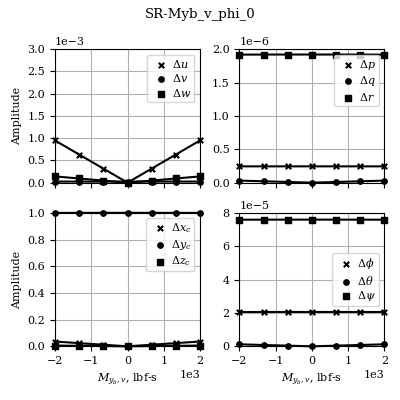 SR-Myb_v_phi_0
1e−3
3.0
2.5
2.0
1.5
1.0
0.5
0.0
Amplitude
Δu
Δv
Δw
1e−6
2.0
1.5
1.0
0.5
0.0
Δp
Δq
Δr
1.0
0.8
0.6
0.4
0.2
0.0
Amplitude
Δx_c
Δy_c
Δz_c
−2 −1 0 1 2
1e3
M_{y_b,v}, lbf-s
1e−5
8
6
4
2
0
Δϕ
Δθ
Δψ
−2 −1 0 1 2
1e3
M_{y_b,v}, lbf-s